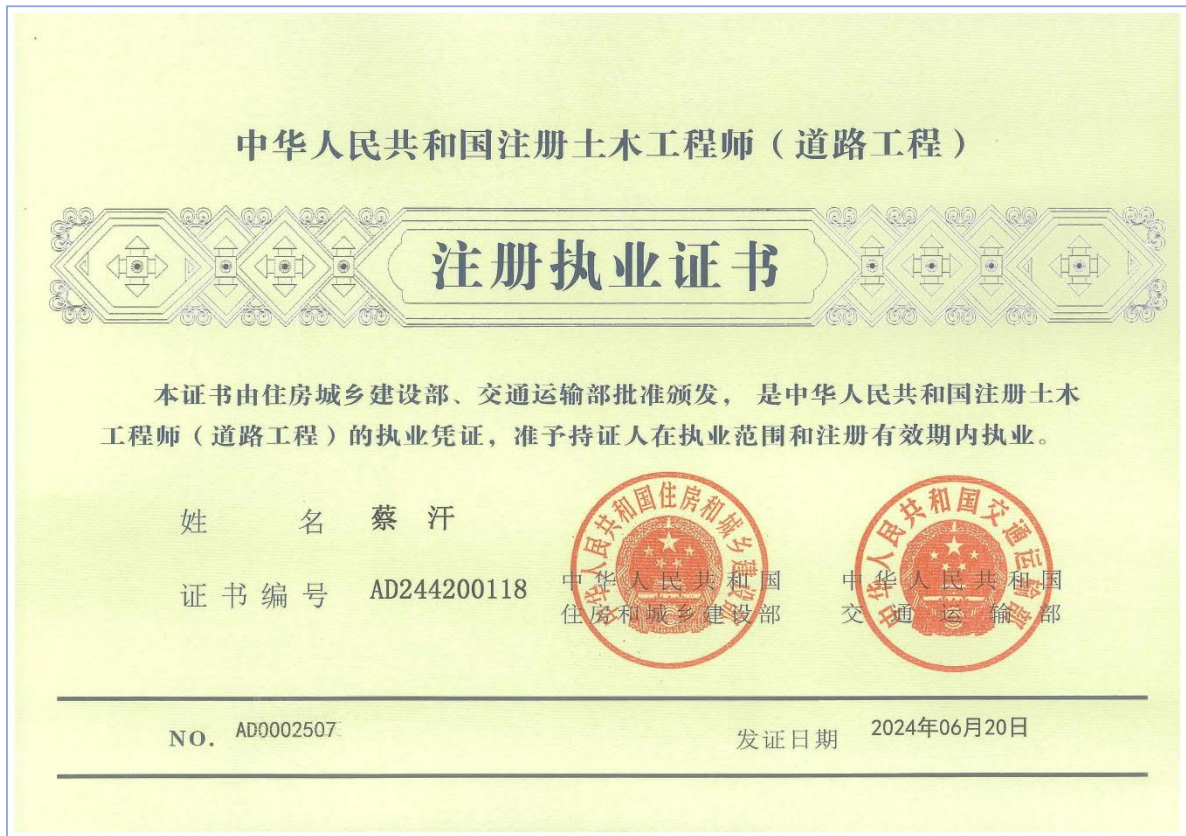 中华人民共和国注册土木工程师（道路工程）
注册执业证书
本证书由住房城乡建设部、交通运输部批准颁发， 是中华人民共和国注册土木
工程师（道路工程）的执业凭证，准予持证人在执业范围和注册有效期内执业。
姓 名 蔡 汗
证书编号 AD244200118
中华人民共和国住房和城乡建设部
中华人民共和国
住房和城乡建设部
中华人民共和国交通运输部
中华人民共和国
交通运输部
NO. AD0002507
发证日期 2024年06月20日